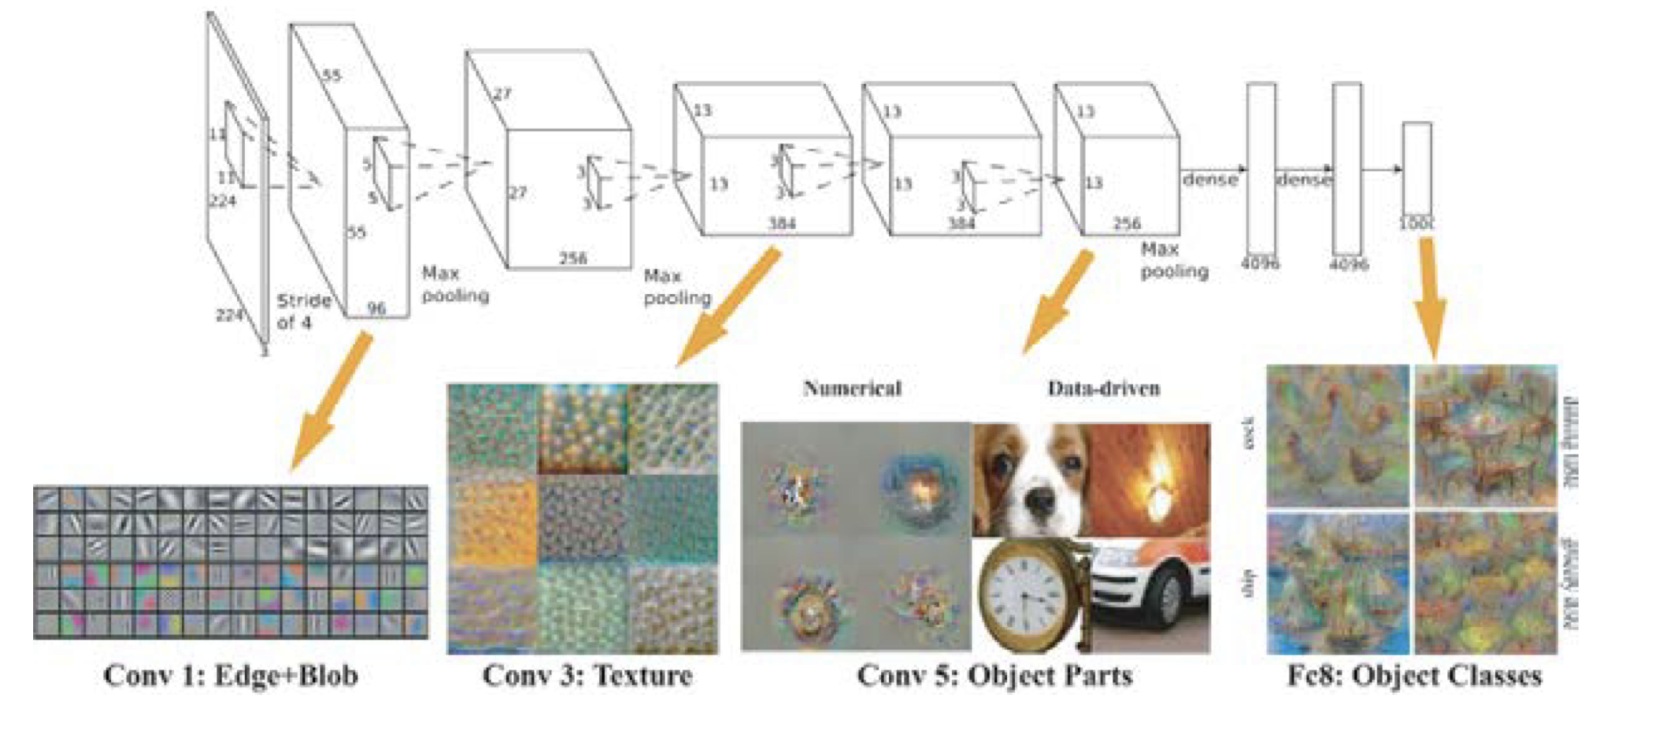 55
27
13
13
13
11
11
5
3
3
3
13
13
13
224
5
27
3
3
3
dense
dense
55
384
384
256
1000
256
4096
4096
Max
pooling
Max
pooling
Max
pooling
224
Stride
of 4
96
3
Numerical
Data-driven
cock
ship
Conv 1: Edge+Blob
Conv 3: Texture
Conv 5: Object Parts
Fc8: Object Classes